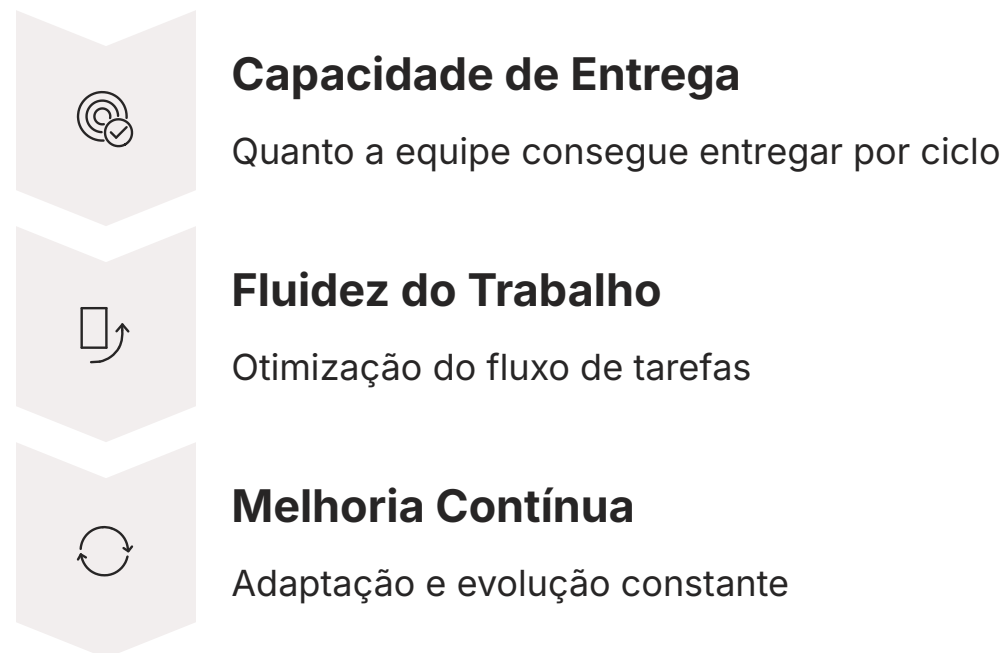 Capacidade de Entrega
Quanto a equipe consegue entregar por ciclo
Fluidez do Trabalho
Otimização do fluxo de tarefas
Melhoria Contínua
Adaptação e evolução constante